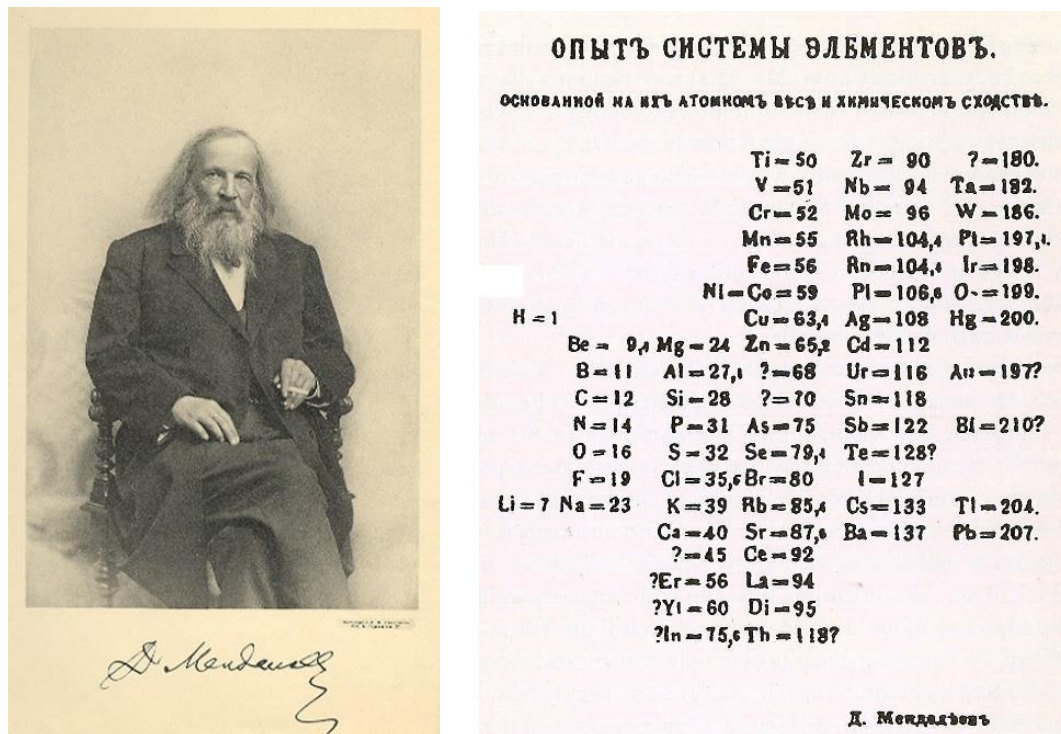 D. Mendeleeff
ОПЫТЪ СИСТЕМЫ ЭЛЕМЕНТОВЪ.
ОСНОВАННОЙ НА ИХЪ АТОМНОМЪ ВѢСѢ И ХИМИЧЕСКОМЪ СХОДСТВѢ.
Ti = 50 Zr = 90 ? = 180.
V = 51 Nb = 94 Ta = 182.
Cr = 52 Mo = 96 W = 186.
Mn = 55 Rh = 104,4 Pt = 197,1.
Fe = 56 Rn = 104,4 Ir = 198.
Ni = Co = 59 Pl = 106,6 O- = 199.
H = 1 Cu = 63,4 Ag = 108 Hg = 200.
Be = 9,4 Mg = 24 Zn = 65,2 Cd = 112
B = 11 Al = 27,1 ? = 68 Ur = 116 Au = 197?
C = 12 Si = 28 ? = 70 Sn = 118
N = 14 P = 31 As = 75 Sb = 122 Bi = 210?
O = 16 S = 32 Se = 79,4 Te = 128?
F = 19 Cl = 35,6 Br = 80 I = 127
Li = 7 Na = 23 K = 39 Rb = 85,4 Cs = 133 Tl = 204.
Ca = 40 Sr = 87,6 Ba = 137 Pb = 207.
? = 45 Ce = 92
?Er = 56 La = 94
?Yt = 60 Di = 95
?In = 75,6 Th = 118?
Д. Менделѣевъ